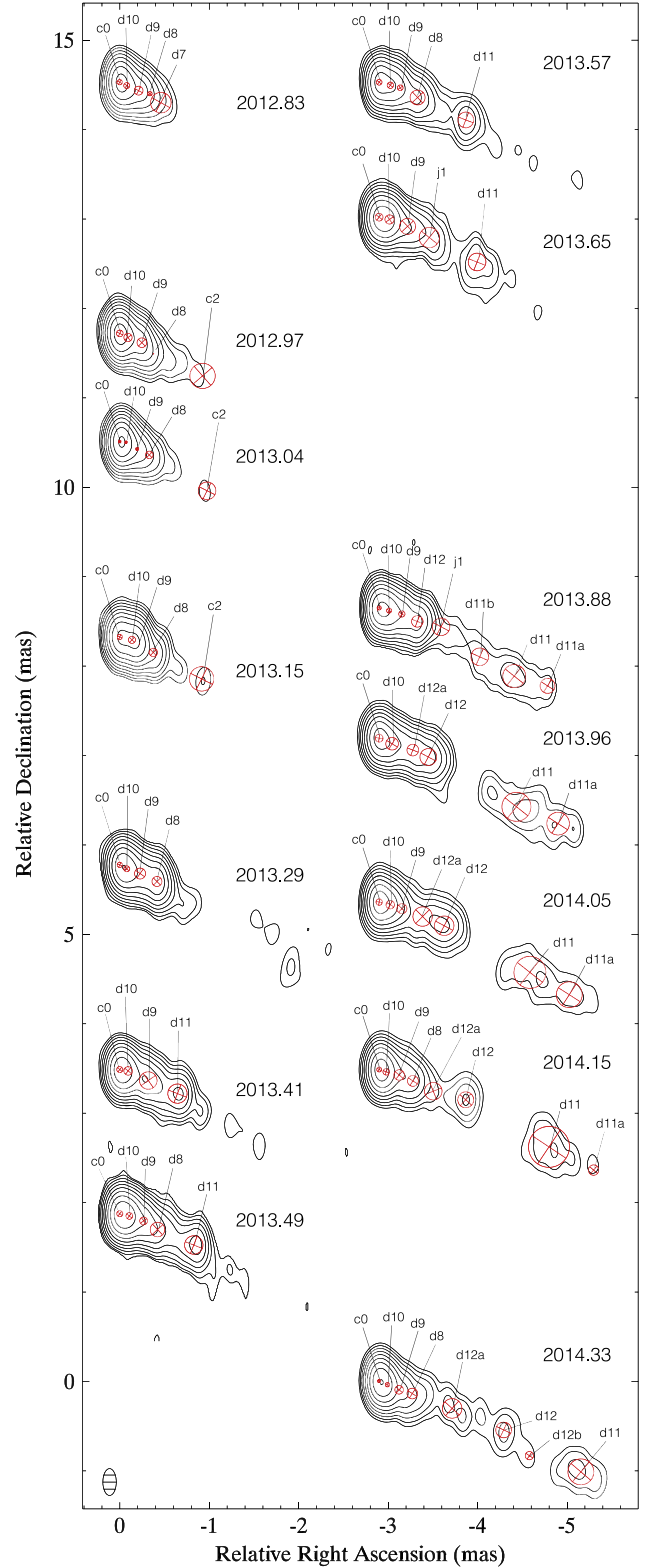 15
c0 d10 d9 d8 d7
2012.83
c0 d10 d9 d8 d11
2013.57
c0 d10 d9 j1 d11
2013.65
c0 d10 d9 d8 c2
2012.97
c0 d10 d9 d8 c2
2013.04
10
c0 d10 d9 d8 c2
2013.15
c0 d10 d9 d12 j1 d11b d11 d11a
2013.88
c0 d10 d12a d12 d11 d11a
2013.96
c0 d10 d9 d8
2013.29
c0 d10 d9 d12a d12 d11 d11a
2014.05
5
c0 d10 d9 d11
2013.41
c0 d10 d9 d8 d12a d12 d11 d11a
2014.15
c0 d10 d9 d8 d11
2013.49
c0 d10 d9 d8 d12a d12 d12b d11
2014.33
0
Relative Declination (mas)
0 -1 -2 -3 -4 -5
Relative Right Ascension (mas)